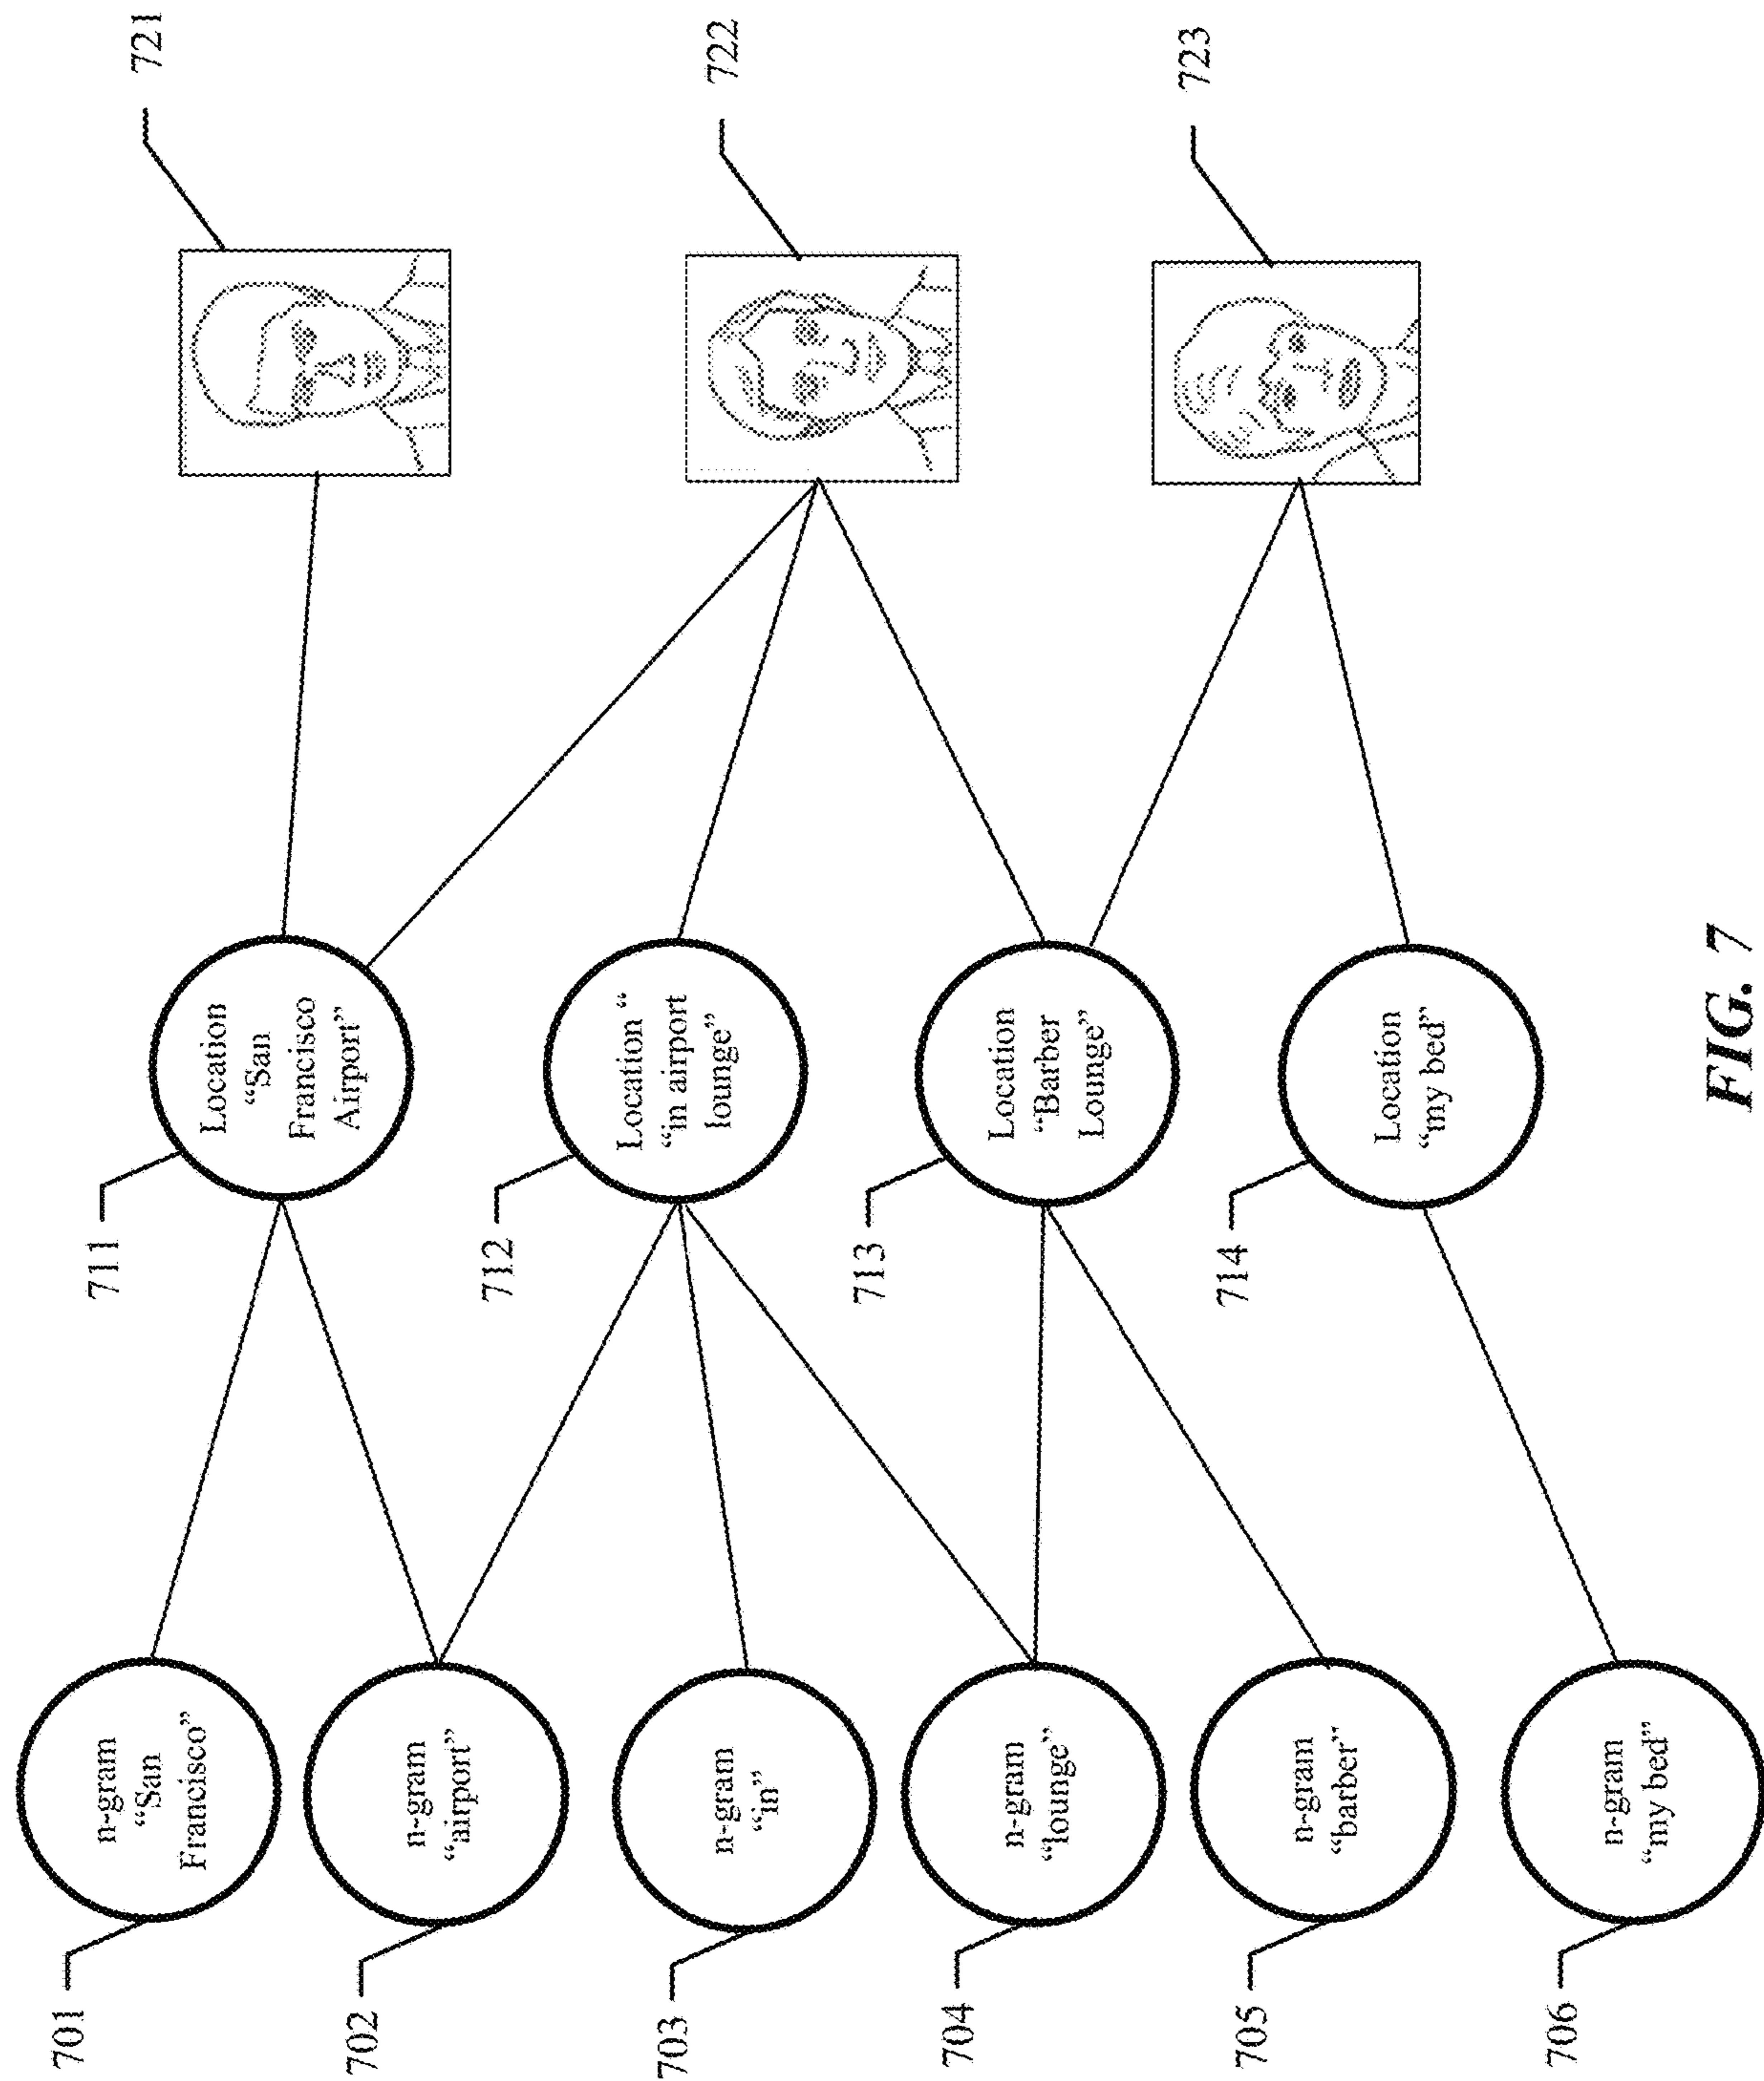 701
n-gram
“San
Francisco”
702
n-gram
“airport”
703
n-gram
“in”
704
n-gram
“lounge”
705
n-gram
“barber”
706
n-gram
“my bed”
711
Location
“San
Francisco
Airport”
712
Location “
“in airport
lounge”
713
Location
“Barber
Lounge”
714
Location
“my bed”
721
722
723
FIG. 7